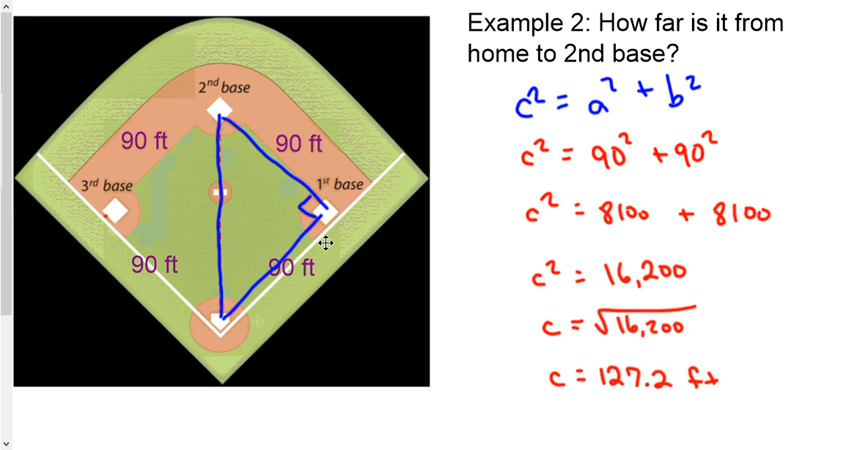 Example 2: How far is it from
home to 2nd base?
2nd base
90 ft
90 ft
3rd base
1st base
90 ft
90 ft
c² = a² + b²
c² = 90² + 90²
c² = 8100 + 8100
c² = 16,200
c = √16,200
c = 127.2 ft